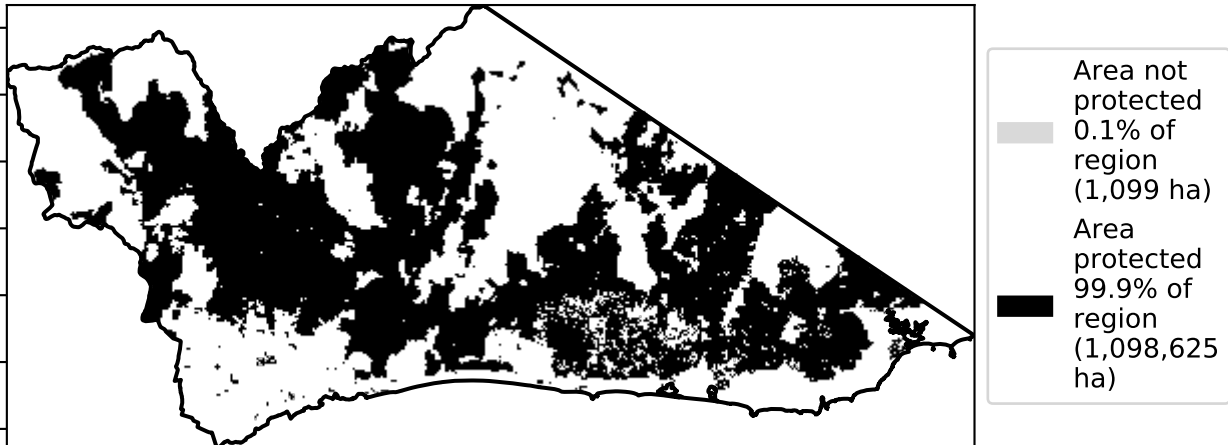 Area not
protected
0.1% of
region
(1,099 ha)
Area
protected
99.9% of
region
(1,098,625
ha)